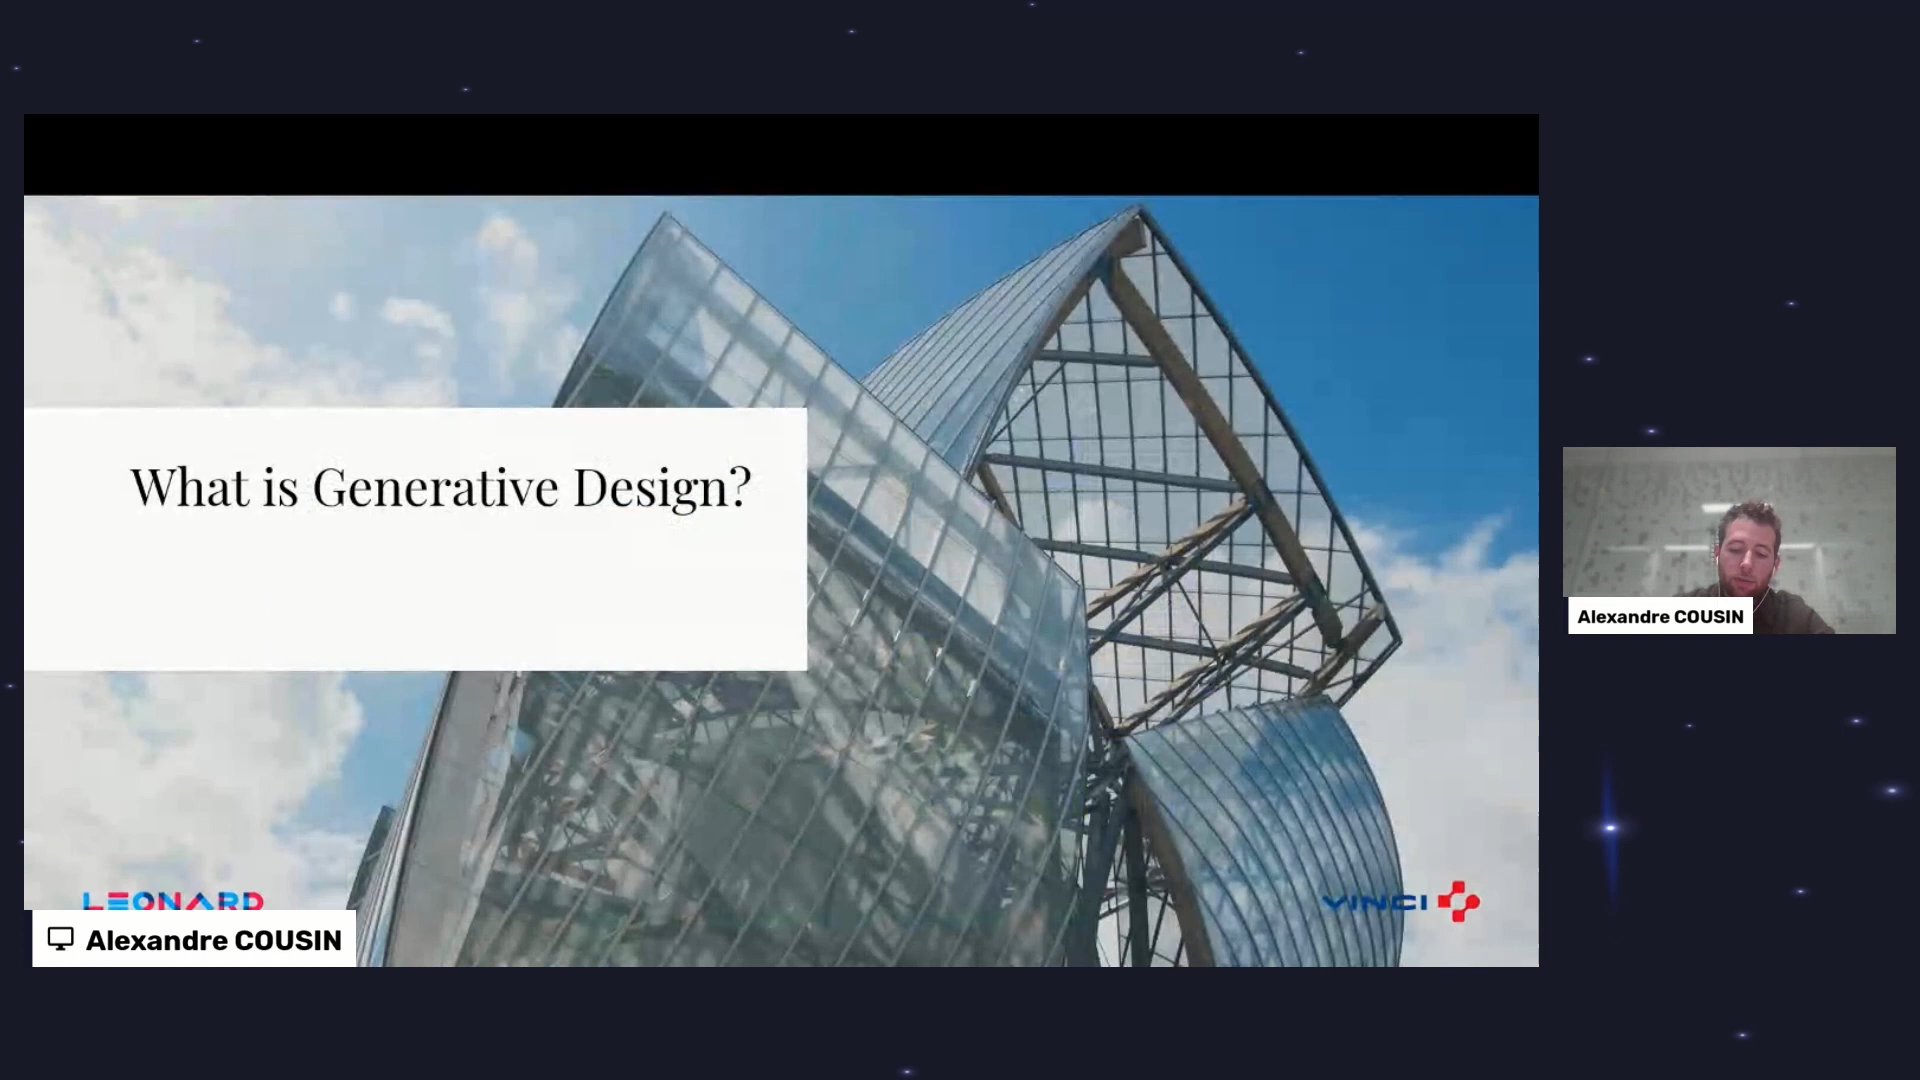 What is Generative Design?
LEONARD
VINCI
Alexandre COUSIN
Alexandre COUSIN